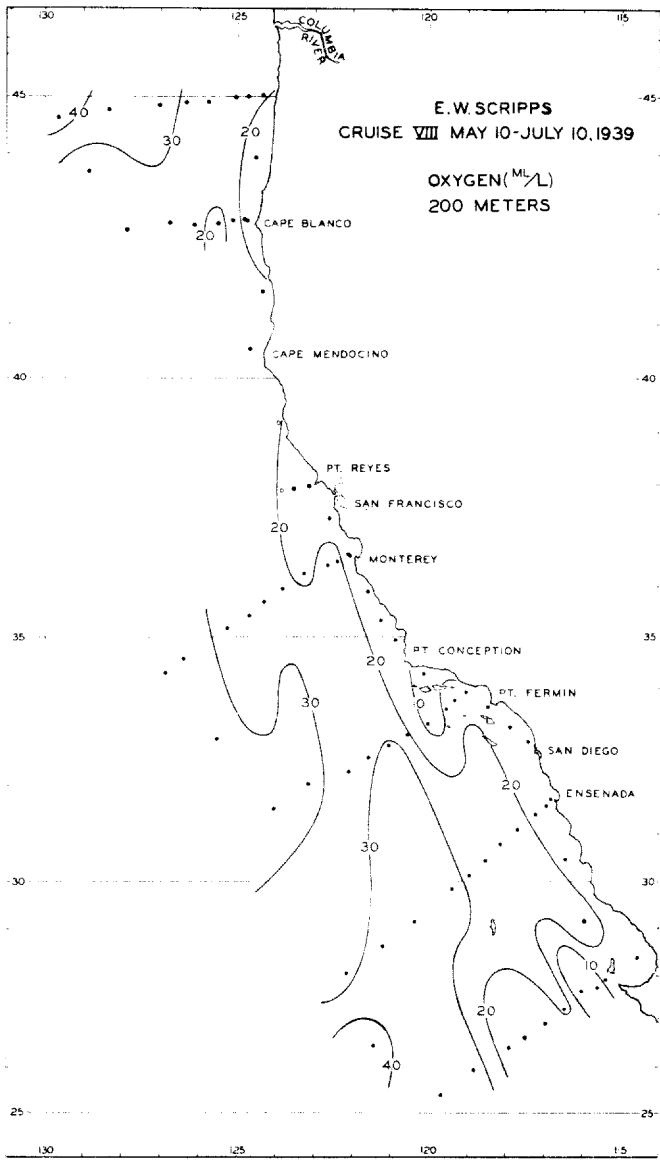 130 125 120 115
COLUMBIA
RIVER
45 45
E.W. SCRIPPS
CRUISE VIII MAY 10-JULY 10, 1939
OXYGEN (ML/L)
200 METERS
40
30
20
CAPE BLANCO
20
CAPE MENDOCINO
40 40
PT. REYES
SAN FRANCISCO
20
MONTEREY
35 35
PT CONCEPTION
20
PT. FERMIN
30
SAN DIEGO
20
ENSENADA
30
30 30
10
20
40
25 25
130 125 120 115